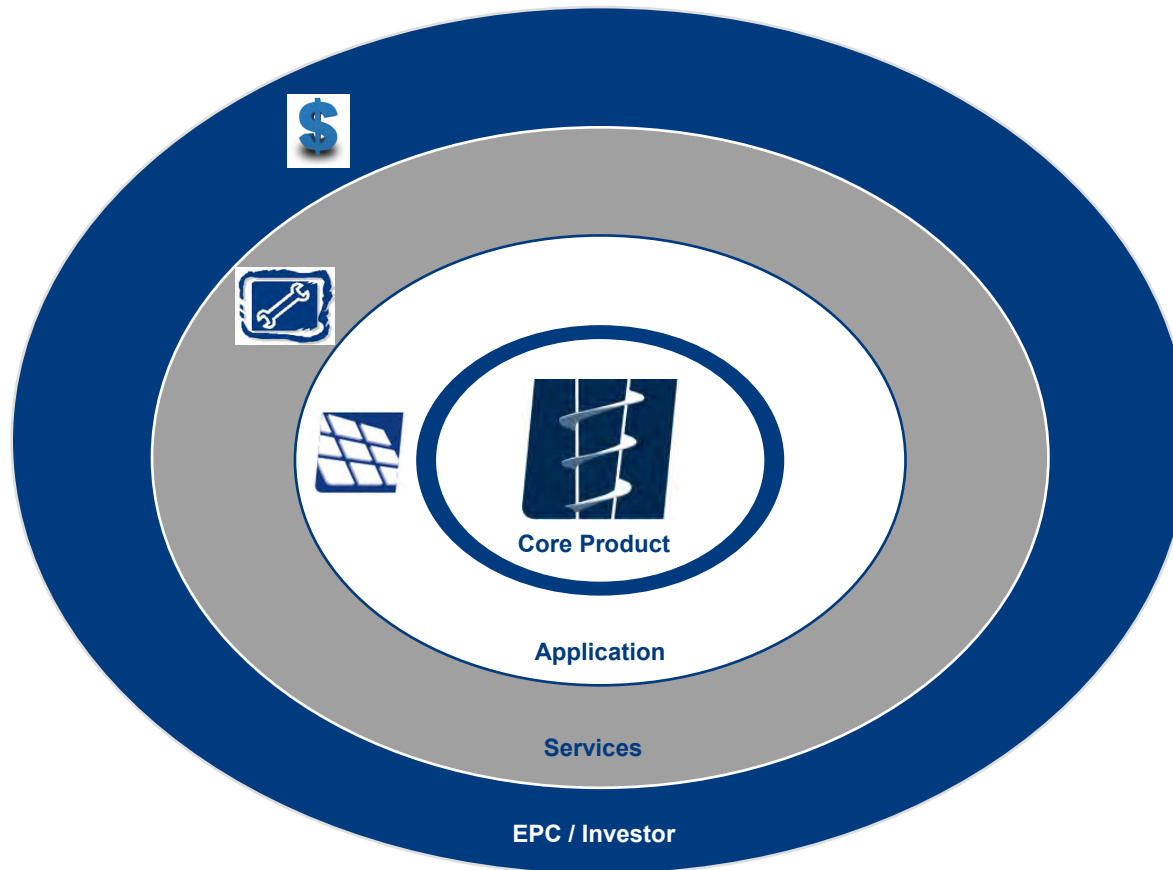 $
Core Product
Application
Services
EPC / Investor